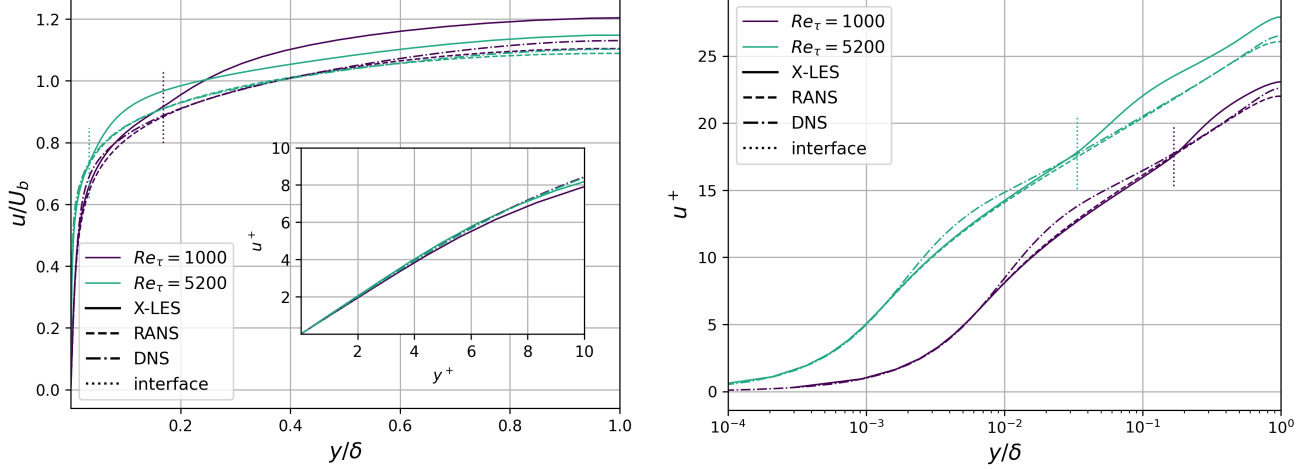 1.2
1.0
0.8
0.6
0.4
0.2
0.0
u/U_b
0.2 0.4 0.6 0.8 1.0
y/δ
Re_τ = 1000
Re_τ = 5200
X-LES
RANS
DNS
interface
10
8
6
4
2
u^+
2 4 6 8 10
y^+
Re_τ = 1000
Re_τ = 5200
X-LES
RANS
DNS
interface
25
20
15
10
5
0
u^+
10^{-4} 10^{-3} 10^{-2} 10^{-1} 10^0
y/δ